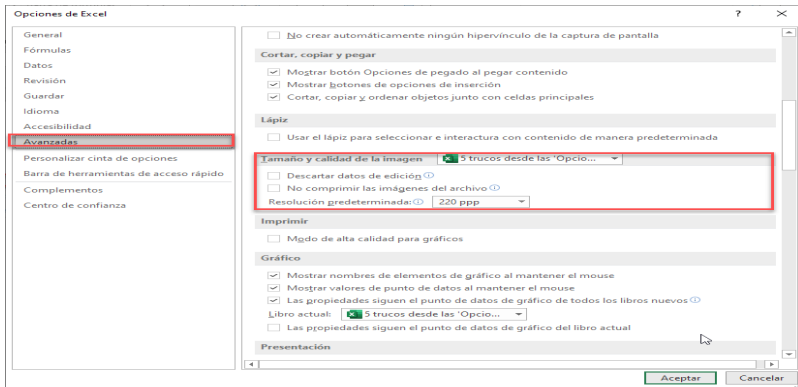 Opciones de Excel ? ×
General
Fórmulas
Datos
Revisión
Guardar
Idioma
Accesibilidad
Avanzadas
Personalizar cinta de opciones
Barra de herramientas de acceso rápido
Complementos
Centro de confianza
No crear automáticamente ningún hipervínculo de la captura de pantalla
Cortar, copiar y pegar
Mostrar botón Opciones de pegado al pegar contenido
Mostrar botones de opciones de inserción
Cortar, copiar y ordenar objetos junto con celdas principales
Lápiz
Usar el lápiz para seleccionar e interactura con contenido de manera predeterminada
Tamaño y calidad de la imagen 5 trucos desde las 'Opcio...
Descartar datos de edición
No comprimir las imágenes del archivo
Resolución predeterminada: 220 ppp
Imprimir
Modo de alta calidad para gráficos
Gráfico
Mostrar nombres de elementos de gráfico al mantener el mouse
Mostrar valores de punto de datos al mantener el mouse
Las propiedades siguen el punto de datos de gráfico de todos los libros nuevos
Libro actual: 5 trucos desde las 'Opcio...
Las propiedades siguen el punto de datos de gráfico del libro actual
Presentación
Aceptar Cancelar